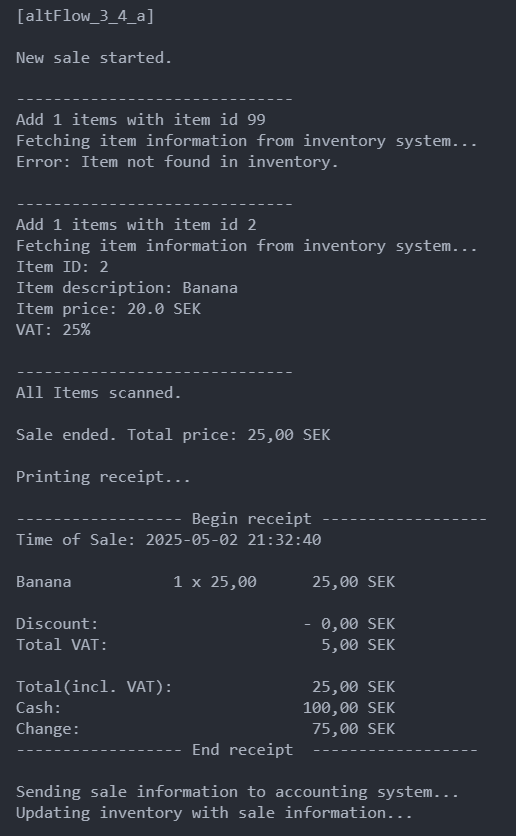 [altFlow_3_4_a]
New sale started.
------------------------------
Add 1 items with item id 99
Fetching item information from inventory system...
Error: Item not found in inventory.
------------------------------
Add 1 items with item id 2
Fetching item information from inventory system...
Item ID: 2
Item description: Banana
Item price: 20.0 SEK
VAT: 25%
------------------------------
All Items scanned.
Sale ended. Total price: 25,00 SEK
Printing receipt...
------------------ Begin receipt ------------------
Time of Sale: 2025-05-02 21:32:40
Banana           1 x 25,00      25,00 SEK
Discount:                      - 0,00 SEK
Total VAT:                       5,00 SEK
Total(incl. VAT):               25,00 SEK
Cash:                          100,00 SEK
Change:                         75,00 SEK
------------------ End receipt  ------------------
Sending sale information to accounting system...
Updating inventory with sale information...